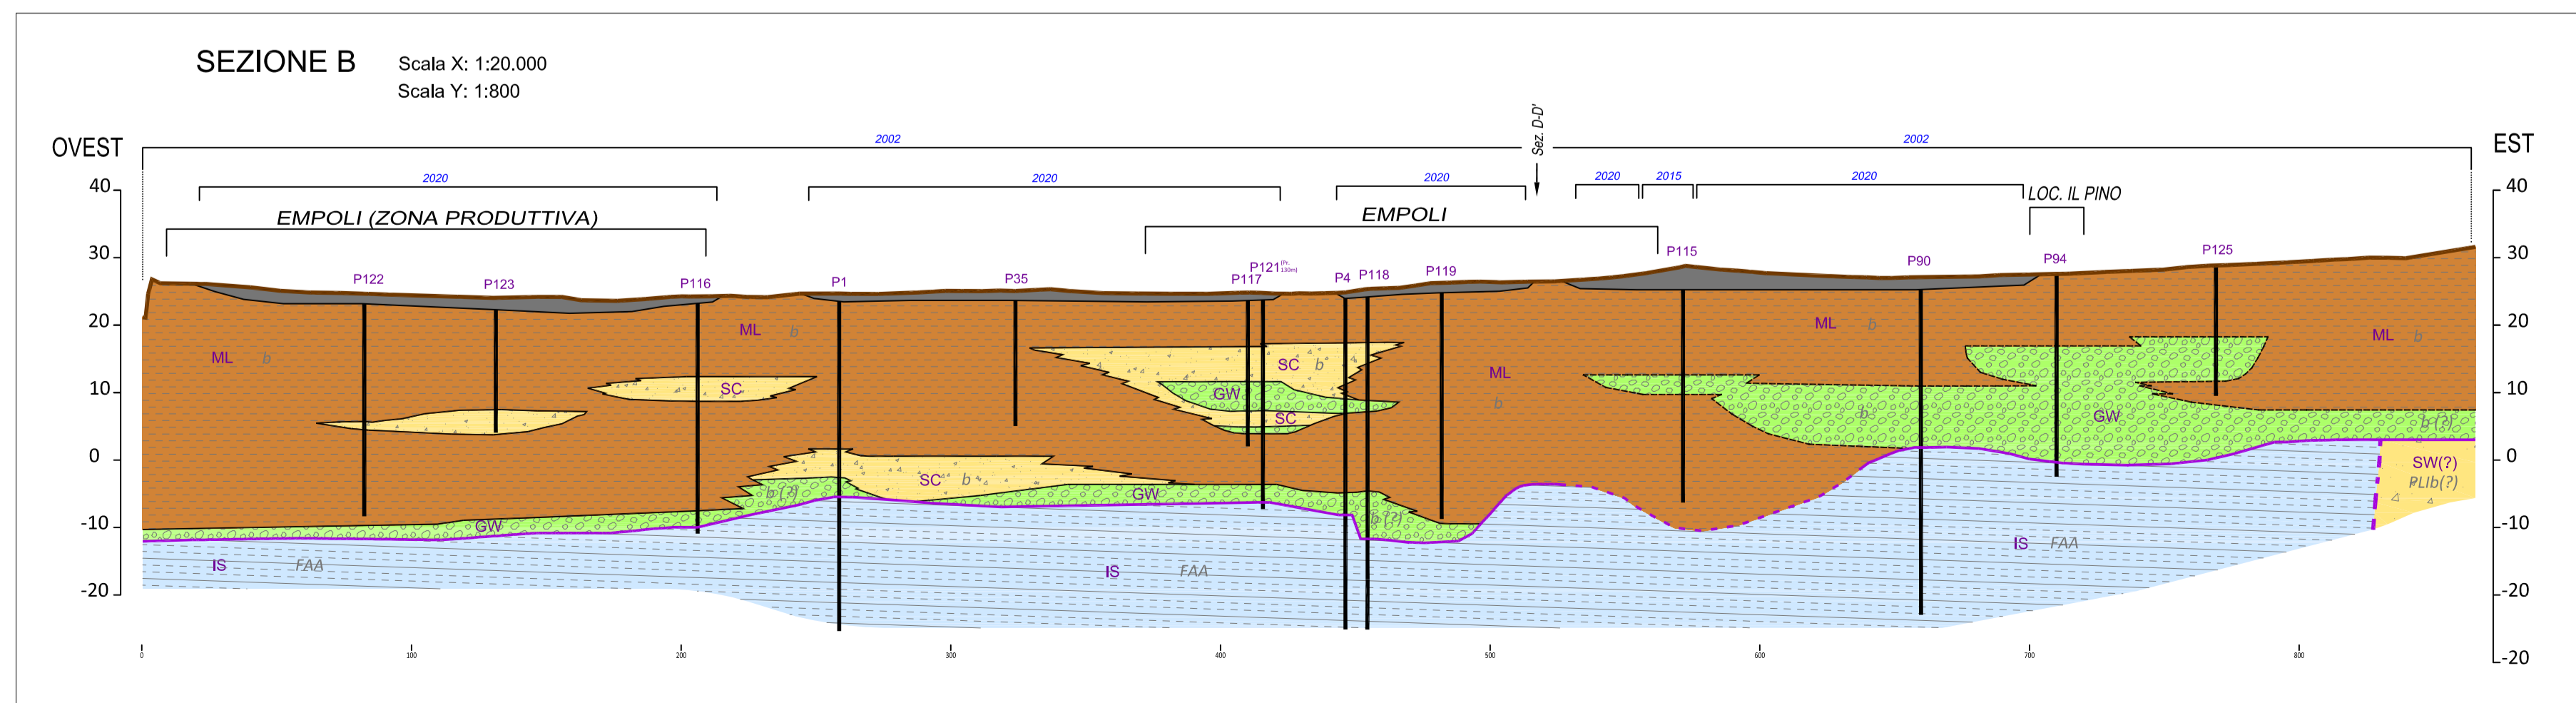 SEZIONE B
Scala X: 1:20.000
Scala Y: 1:800
OVEST
2002
Sez. D-D'
2002
EST
2020
2020
2020
2020
2015
2020
EMPOLI (ZONA PRODUTTIVA)
EMPOLI
LOC. IL PINO
40
30
20
10
0
-10
-20
40
30
20
10
0
-10
-20
-20
P122
P123
P116
P1
P35
P117
P121 (Pr. 130m)
P4
P118
P119
P115
P90
P94
P125
ML b
ML b
SC
SC b
GW
SC
ML
b
ML b
ML b
b
GW
b (?)
SC b
b (?)
GW
GW
b (?)
SW(?)
PLIb(?)
IS FAA
IS FAA
IS FAA
0
100
200
300
400
500
600
700
800